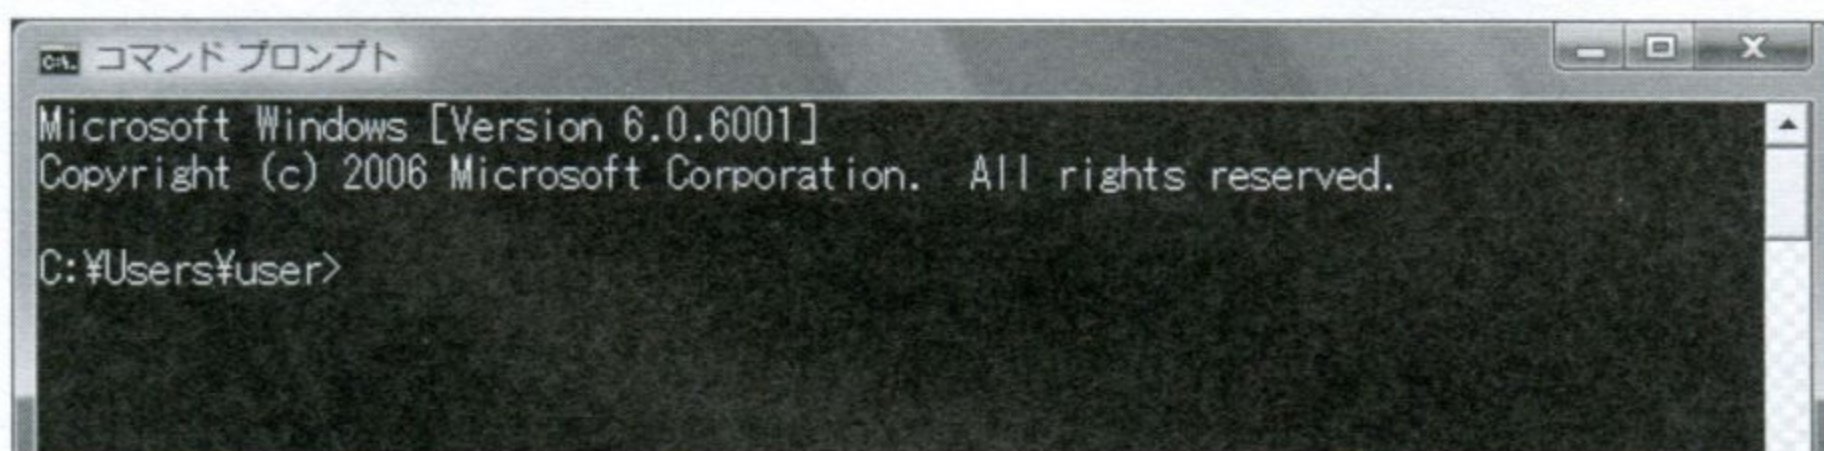 コマンド プロンプト
Microsoft Windows [Version 6.0.6001]
Copyright (c) 2006 Microsoft Corporation.  All rights reserved.
C:¥Users¥user>